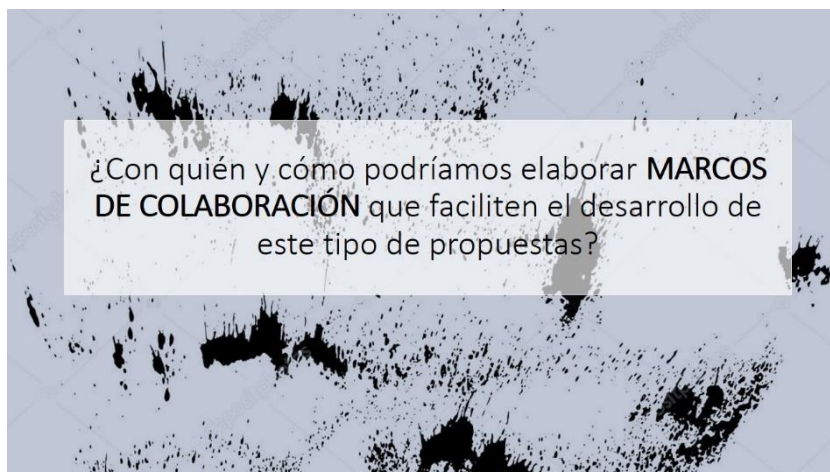 ¿Con quién y cómo podríamos elaborar MARCOS
DE COLABORACIÓN que faciliten el desarrollo de
este tipo de propuestas?